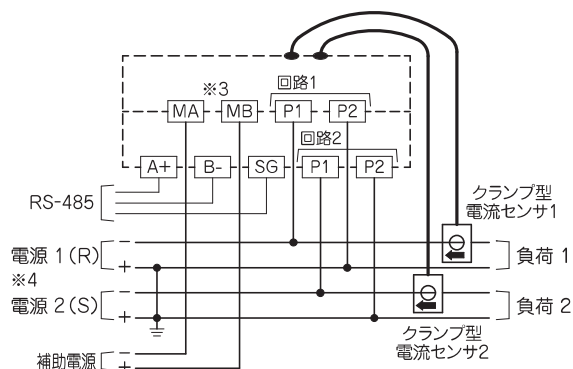 ※3
回路1
MA
MB
P1
P2
回路2
A+
B-
SG
P1
P2
RS-485
クランプ型
電流センサ1
電源 1 (R)
－
＋
負荷 1
※4
電源 2 (S)
－
＋
負荷 2
クランプ型
電流センサ2
補助電源
－
＋